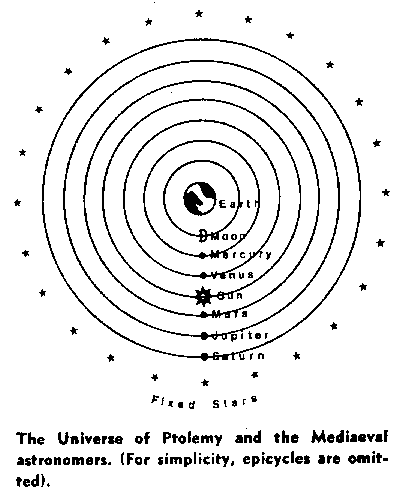 Earth
Moon
Mercury
Venus
Sun
Mars
Jupiter
Saturn
Fixed Stars
The Universe of Ptolemy and the Mediaeval
astronomers. (For simplicity, epicycles are omit-
ted).